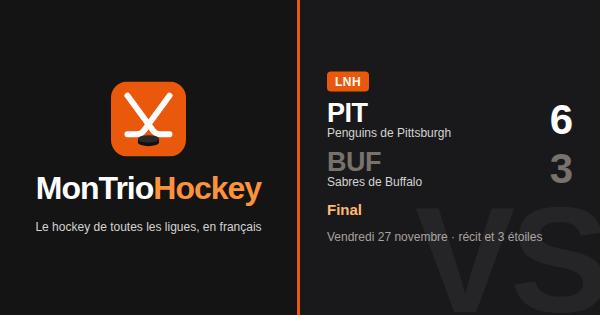 MonTrioHockey
Le hockey de toutes les ligues, en français
LNH
PIT 6
Penguins de Pittsburgh
BUF 3
Sabres de Buffalo
Final
Vendredi 27 novembre · récit et 3 étoiles
VS